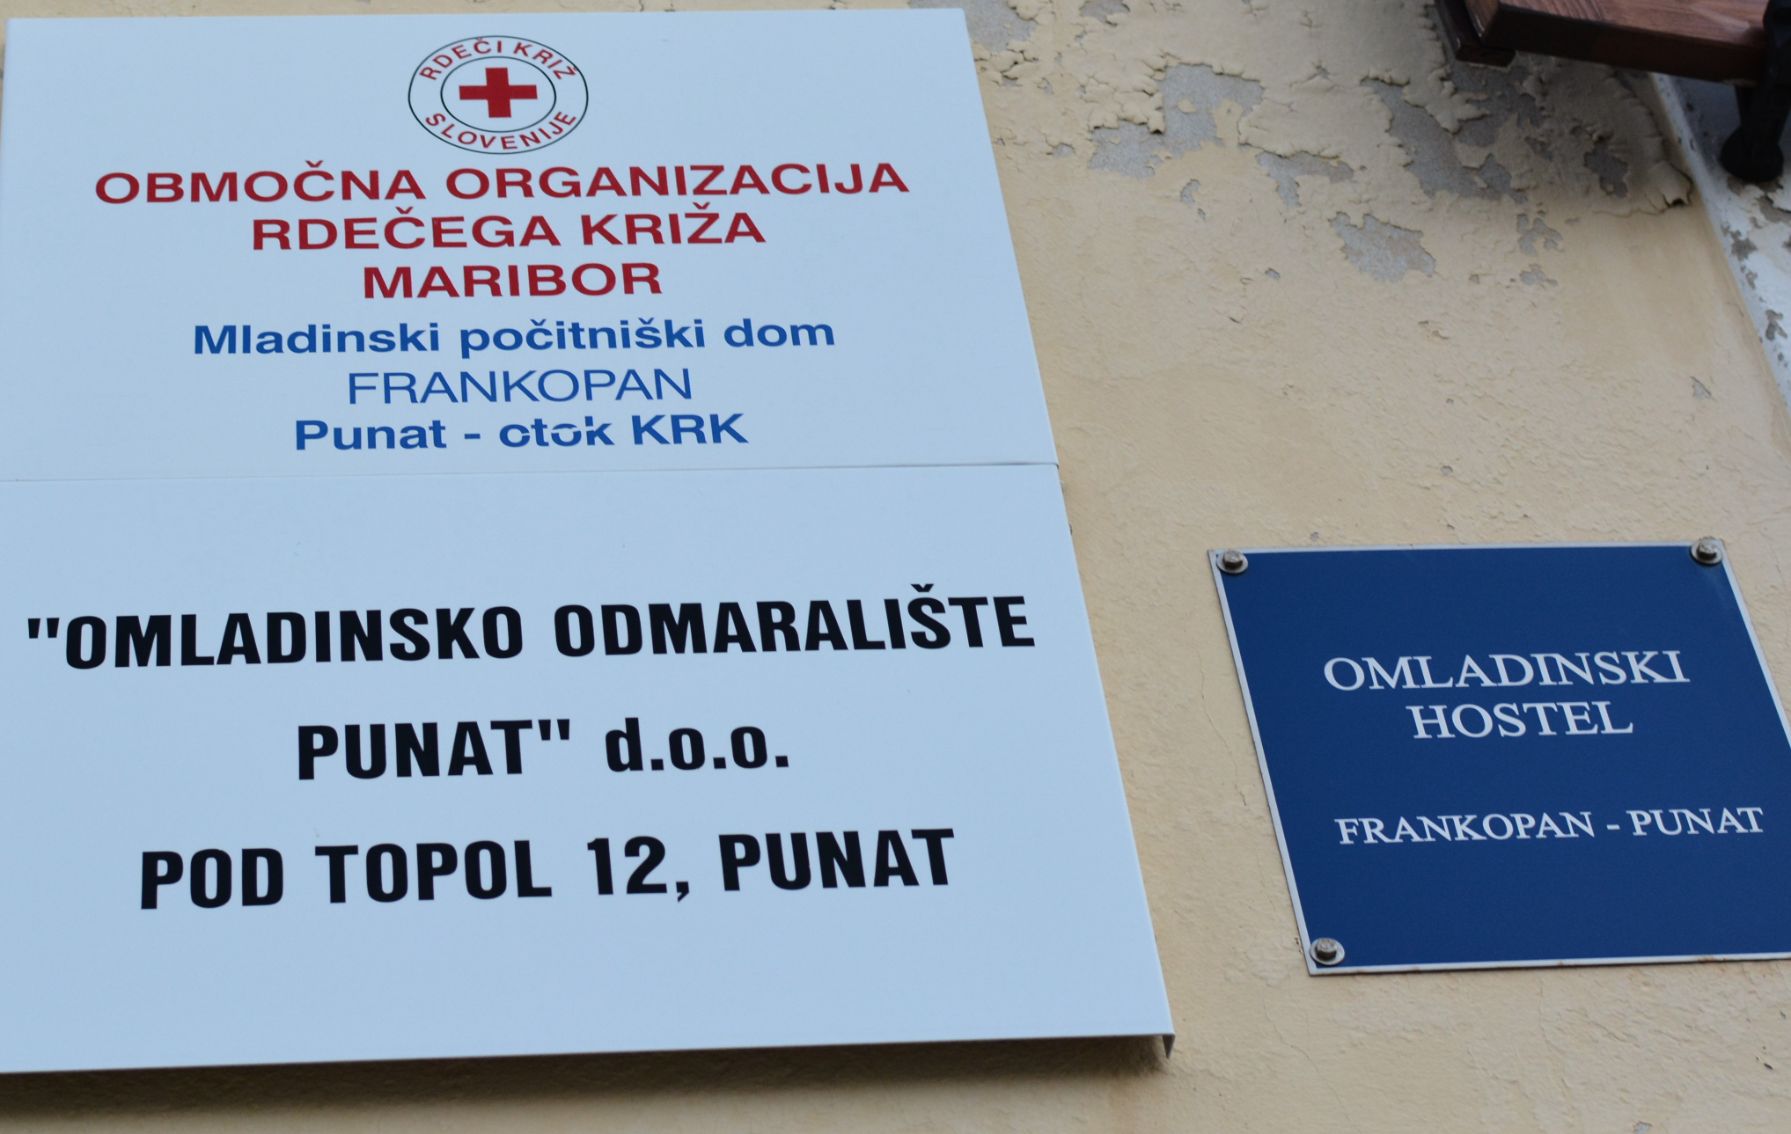 RDEČI KRIŽ
SLOVENIJE
OBMOČNA ORGANIZACIJA
RDEČEGA KRIŽA
MARIBOR
Mladinski počitniški dom
FRANKOPAN
Punat - otok KRK
"OMLADINSKO ODMARALIŠTE
PUNAT" d.o.o.
POD TOPOL 12, PUNAT
OMLADINSKI
HOSTEL
FRANKOPAN - PUNAT